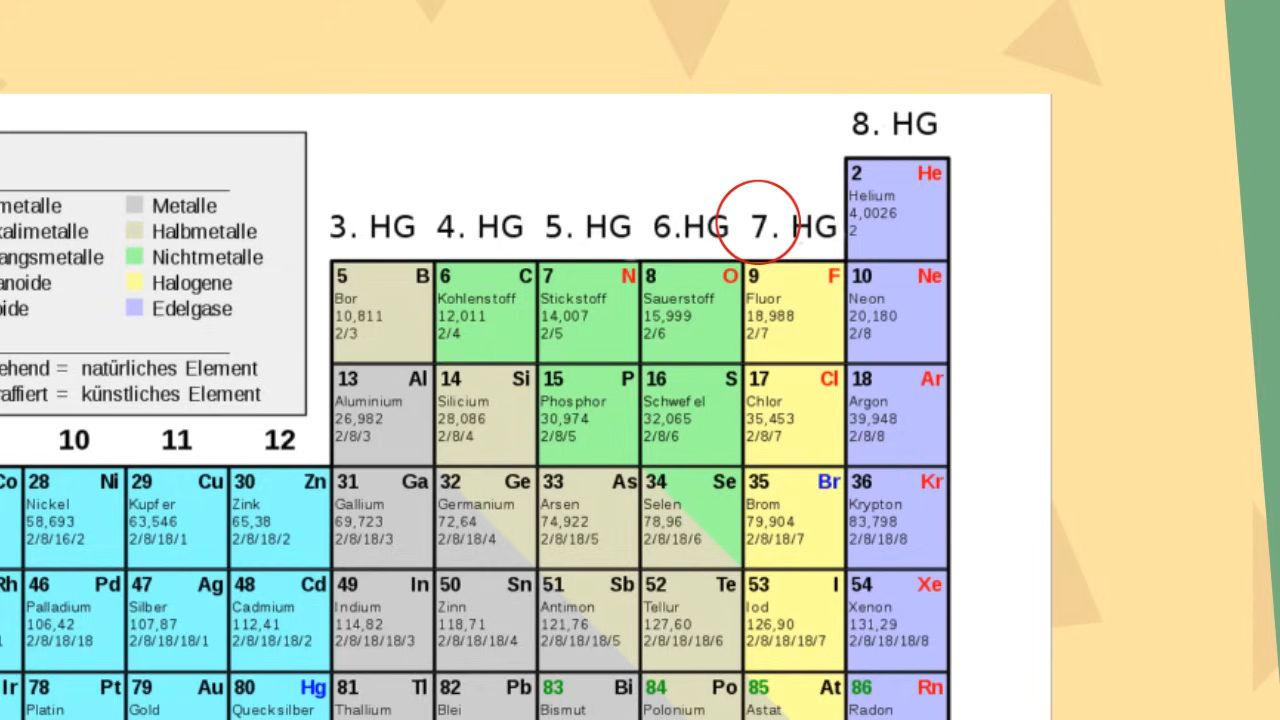 8. HG
3. HG 4. HG 5. HG 6.HG 7. HG
metalle Metalle
kalimetalle Halbmetalle
angsmetalle Nichtmetalle
anoide Halogene
oide Edelgase
ehend = natürliches Element
raffiert = künstliches Element
2 He
Helium
4,0026
2
5 B 6 C 7 N 8 O 9 F 10 Ne
Bor Kohlenstoff Stickstoff Sauerstoff Fluor Neon
10,811 12,011 14,007 15,999 18,988 20,180
2/3 2/4 2/5 2/6 2/7 2/8
13 Al 14 Si 15 P 16 S 17 Cl 18 Ar
Aluminium Silicium Phosphor Schwefel Chlor Argon
26,982 28,086 30,974 32,065 35,453 39,948
2/8/3 2/8/4 2/8/5 2/8/6 2/8/7 2/8/8
10 11 12
Co 28 Ni 29 Cu 30 Zn 31 Ga 32 Ge 33 As 34 Se 35 Br 36 Kr
Nickel Kupfer Zink Gallium Germanium Arsen Selen Brom Krypton
58,693 63,546 65,38 69,723 72,64 74,922 78,96 79,904 83,798
2/8/16/2 2/8/18/1 2/8/18/2 2/8/18/3 2/8/18/4 2/8/18/5 2/8/18/6 2/8/18/7 2/8/18/8
Rh 46 Pd 47 Ag 48 Cd 49 In 50 Sn 51 Sb 52 Te 53 I 54 Xe
Palladium Silber Cadmium Indium Zinn Antimon Tellur Iod Xenon
106,42 107,87 112,41 114,82 118,71 121,76 127,60 126,90 131,29
2/8/18/18 2/8/18/18/1 2/8/18/18/2 2/8/18/18/3 2/8/18/18/4 2/8/18/18/5 2/8/18/18/6 2/8/18/18/7 2/8/18/18/8
Ir 78 Pt 79 Au 80 Hg 81 Tl 82 Pb 83 Bi 84 Po 85 At 86 Rn
Platin Gold Quecksilber Thallium Blei Bismut Polonium Astat Radon